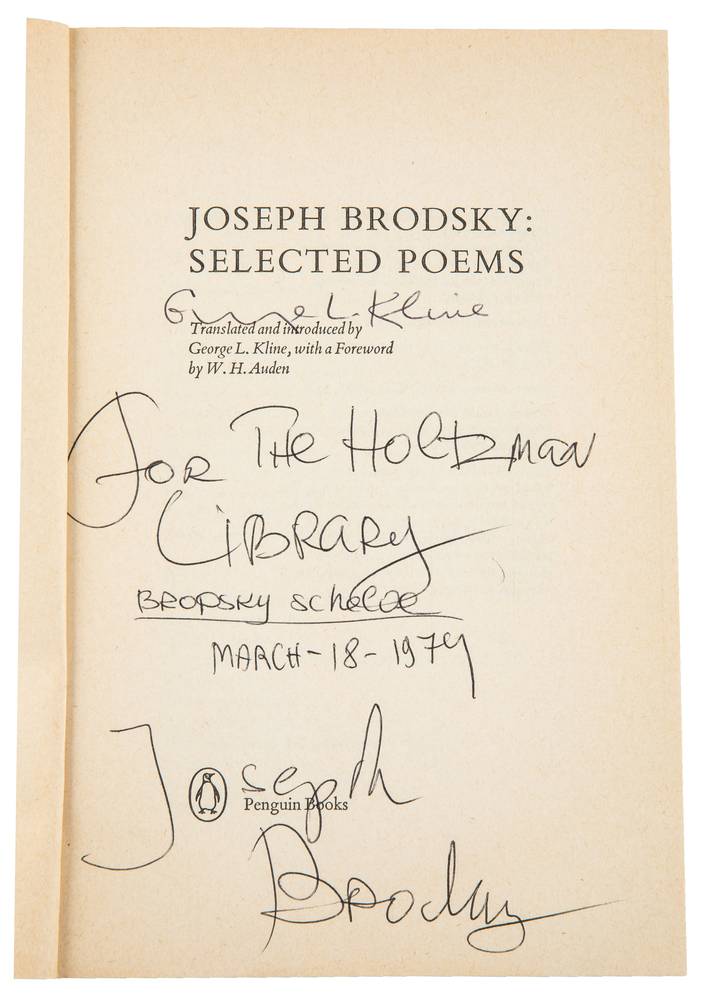 JOSEPH BRODSKY:
SELECTED POEMS
George L. Kline
Translated and introduced by
George L. Kline, with a Foreword
by W. H. Auden
FOR THE HOLTZMAN
LIBRARY
BRODSKY
MARCH-18-1979
Joseph
Penguin Books
Brodsky